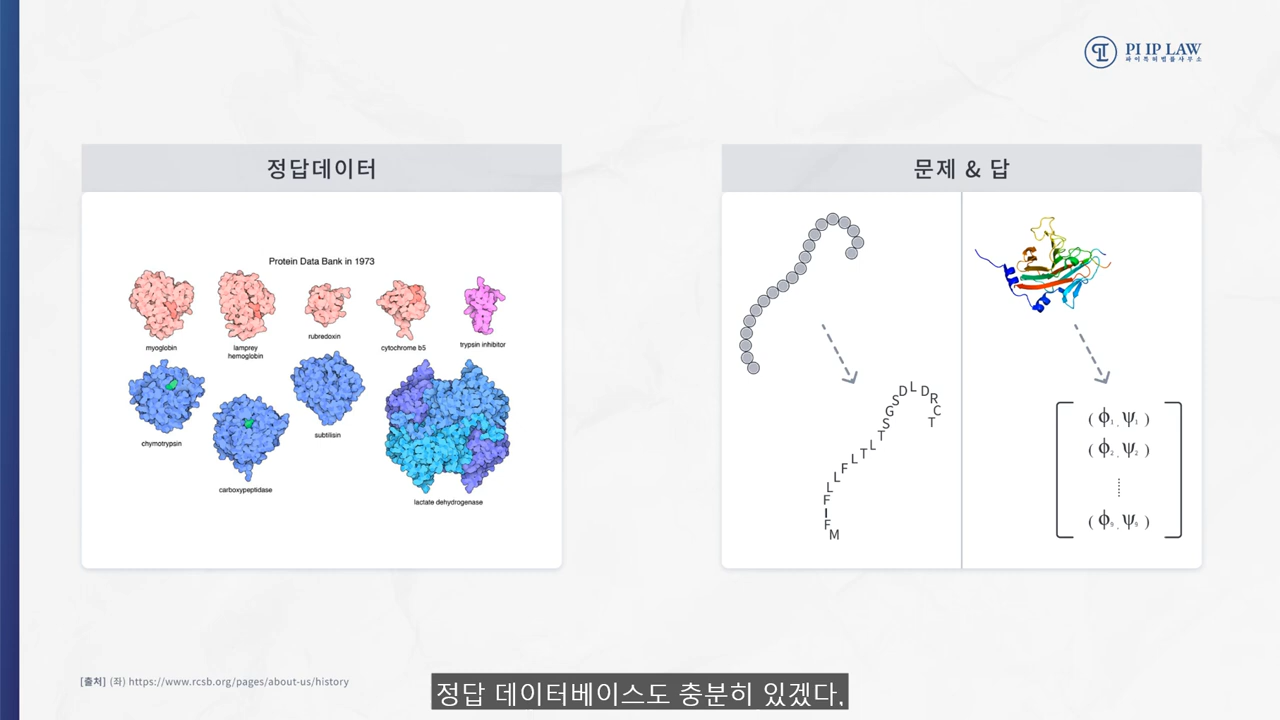 PI IP LAW
파이특허법률사무소
정답데이터
Protein Data Bank in 1973
myoglobin
lamprey
hemoglobin
rubredoxin
cytochrome b5
trypsin inhibitor
chymotrypsin
carboxypeptidase
subtilisin
lactate dehydrogenase
문제 & 답
MFIFLLFLTLTSGSDLDRCT
( Φ₁, Ψ₁ )
( Φ₂, Ψ₂ )
( Φ₉, Ψ₉ )
[출처] (좌) https://www.rcsb.org/pages/about-us/history
정답 데이터베이스도 충분히 있겠다,